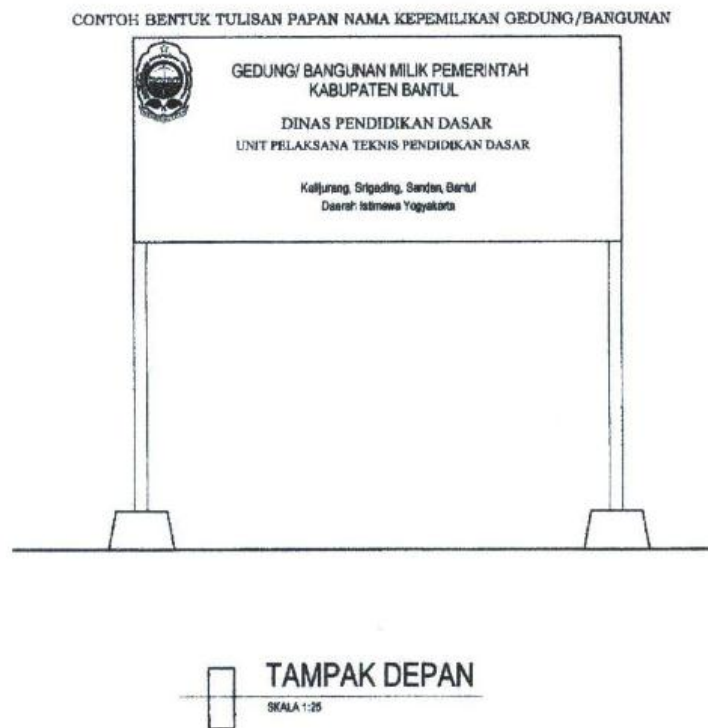 CONTOH BENTUK TULISAN PAPAN NAMA KEPEMILIKAN GEDUNG/BANGUNAN
GEDUNG/ BANGUNAN MILIK PEMERINTAH
KABUPATEN BANTUL
DINAS PENDIDIKAN DASAR
UNIT PELAKSANA TEKNIS PENDIDIKAN DASAR
Kalijurang, Srigading, Sanden, Bantul
Daerah Istimewa Yogyakarta
TAMPAK DEPAN
SKALA 1:25